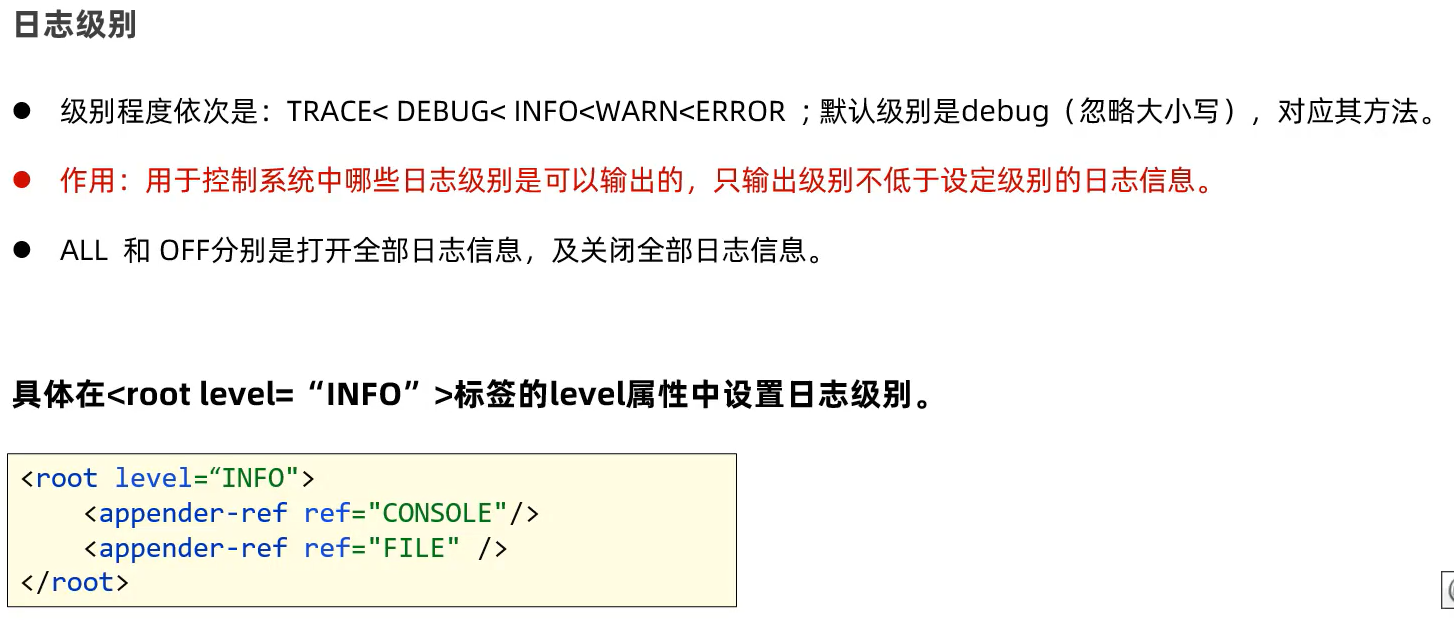 日志级别
● 级别程度依次是：TRACE< DEBUG< INFO<WARN<ERROR ; 默认级别是debug（忽略大小写），对应其方法。
● 作用：用于控制系统中哪些日志级别是可以输出的，只输出级别不低于设定级别的日志信息。
● ALL 和 OFF分别是打开全部日志信息，及关闭全部日志信息。
具体在<root level=“INFO”>标签的level属性中设置日志级别。
<root level=“INFO">
    <appender-ref ref="CONSOLE"/>
    <appender-ref ref="FILE" />
</root>